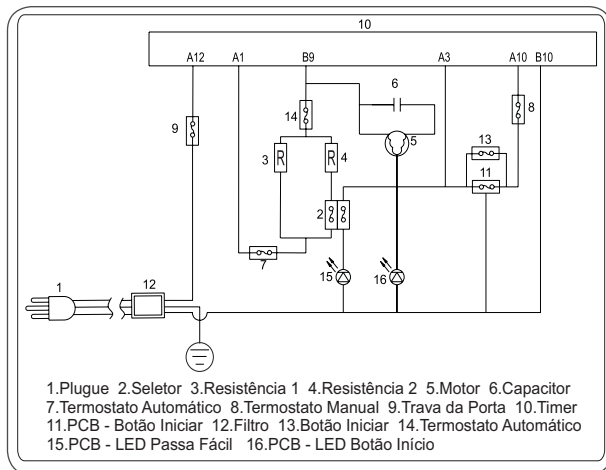 10
A12 A1 B9 A3 A10 B10
6
14
8
9
13
5
3 R R 4
11
2
7
15 16
1 12
1.Plugue 2.Seletor 3.Resistência 1 4.Resistência 2 5.Motor 6.Capacitor
7.Termostato Automático 8.Termostato Manual 9.Trava da Porta 10.Timer
11.PCB - Botão Iniciar 12.Filtro 13.Botão Iniciar 14.Termostato Automático
15.PCB - LED Passa Fácil 16.PCB - LED Botão Início